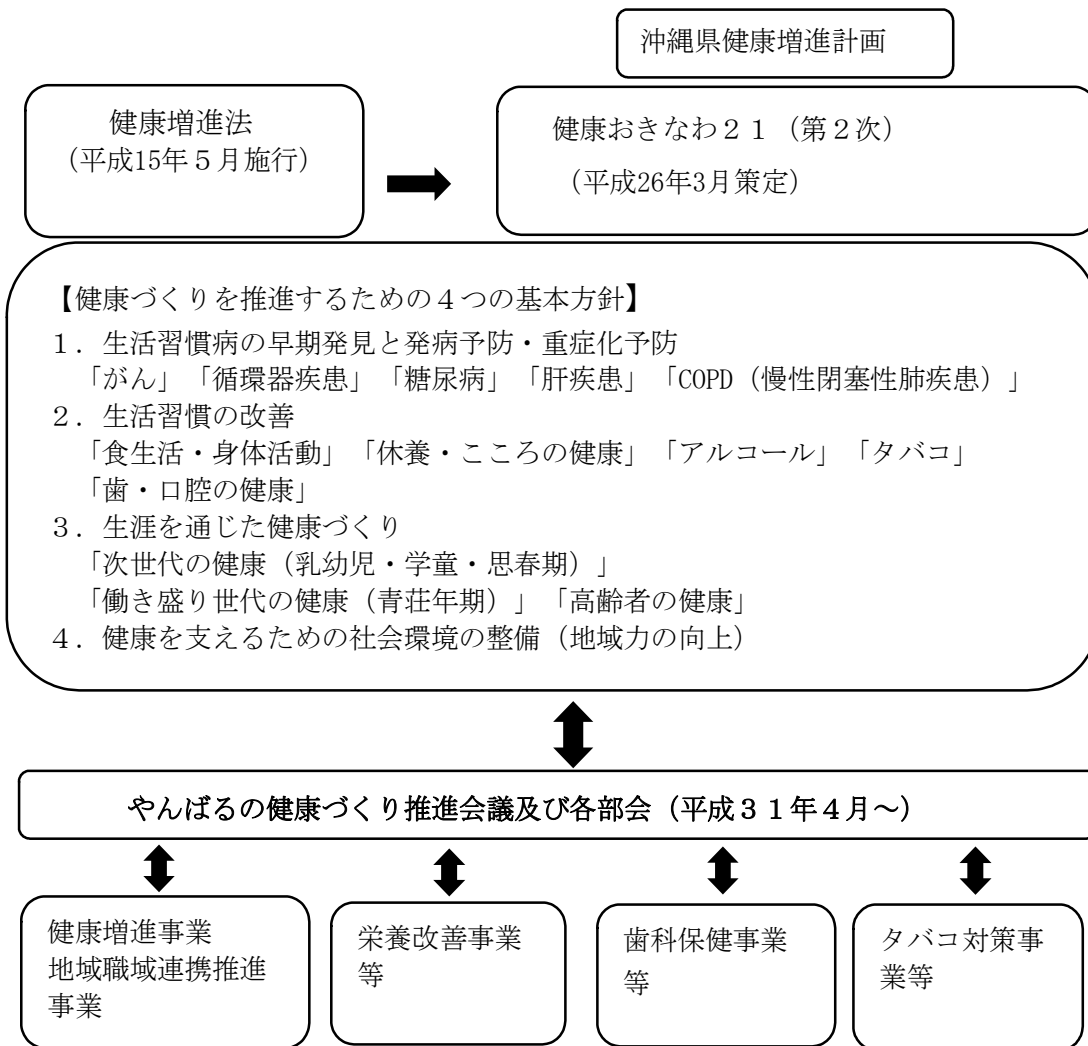 沖縄県健康増進計画
健康増進法
（平成15年５月施行）
健康おきなわ２１（第２次）
（平成26年3月策定）
【健康づくりを推進するための４つの基本方針】
１．生活習慣病の早期発見と発病予防・重症化予防
「がん」「循環器疾患」「糖尿病」「肝疾患」「COPD（慢性閉塞性肺疾患）」
２．生活習慣の改善
「食生活・身体活動」「休養・こころの健康」「アルコール」「タバコ」
「歯・口腔の健康」
３．生涯を通じた健康づくり
「次世代の健康（乳幼児・学童・思春期）」
「働き盛り世代の健康（青荘年期）」「高齢者の健康」
４．健康を支えるための社会環境の整備（地域力の向上）
やんばるの健康づくり推進会議及び各部会（平成３１年４月～）
健康増進事業
地域職域連携推進
事業
栄養改善事業
等
歯科保健事業
等
タバコ対策事
業等